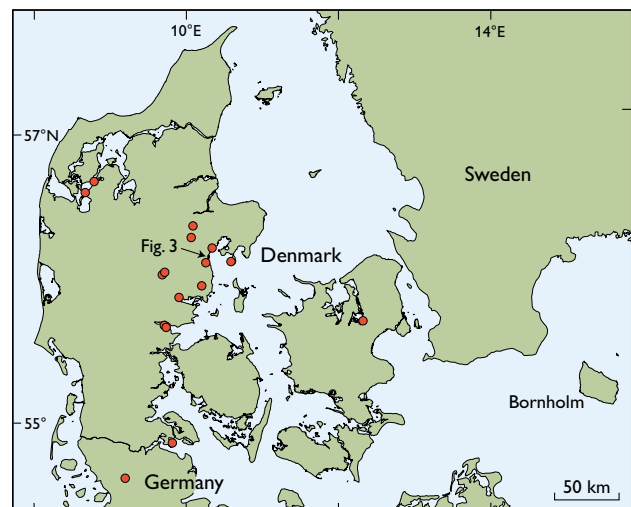 10°E
14°E
57°N
Sweden
Fig. 3
Denmark
Bornholm
55°
Germany
50 km